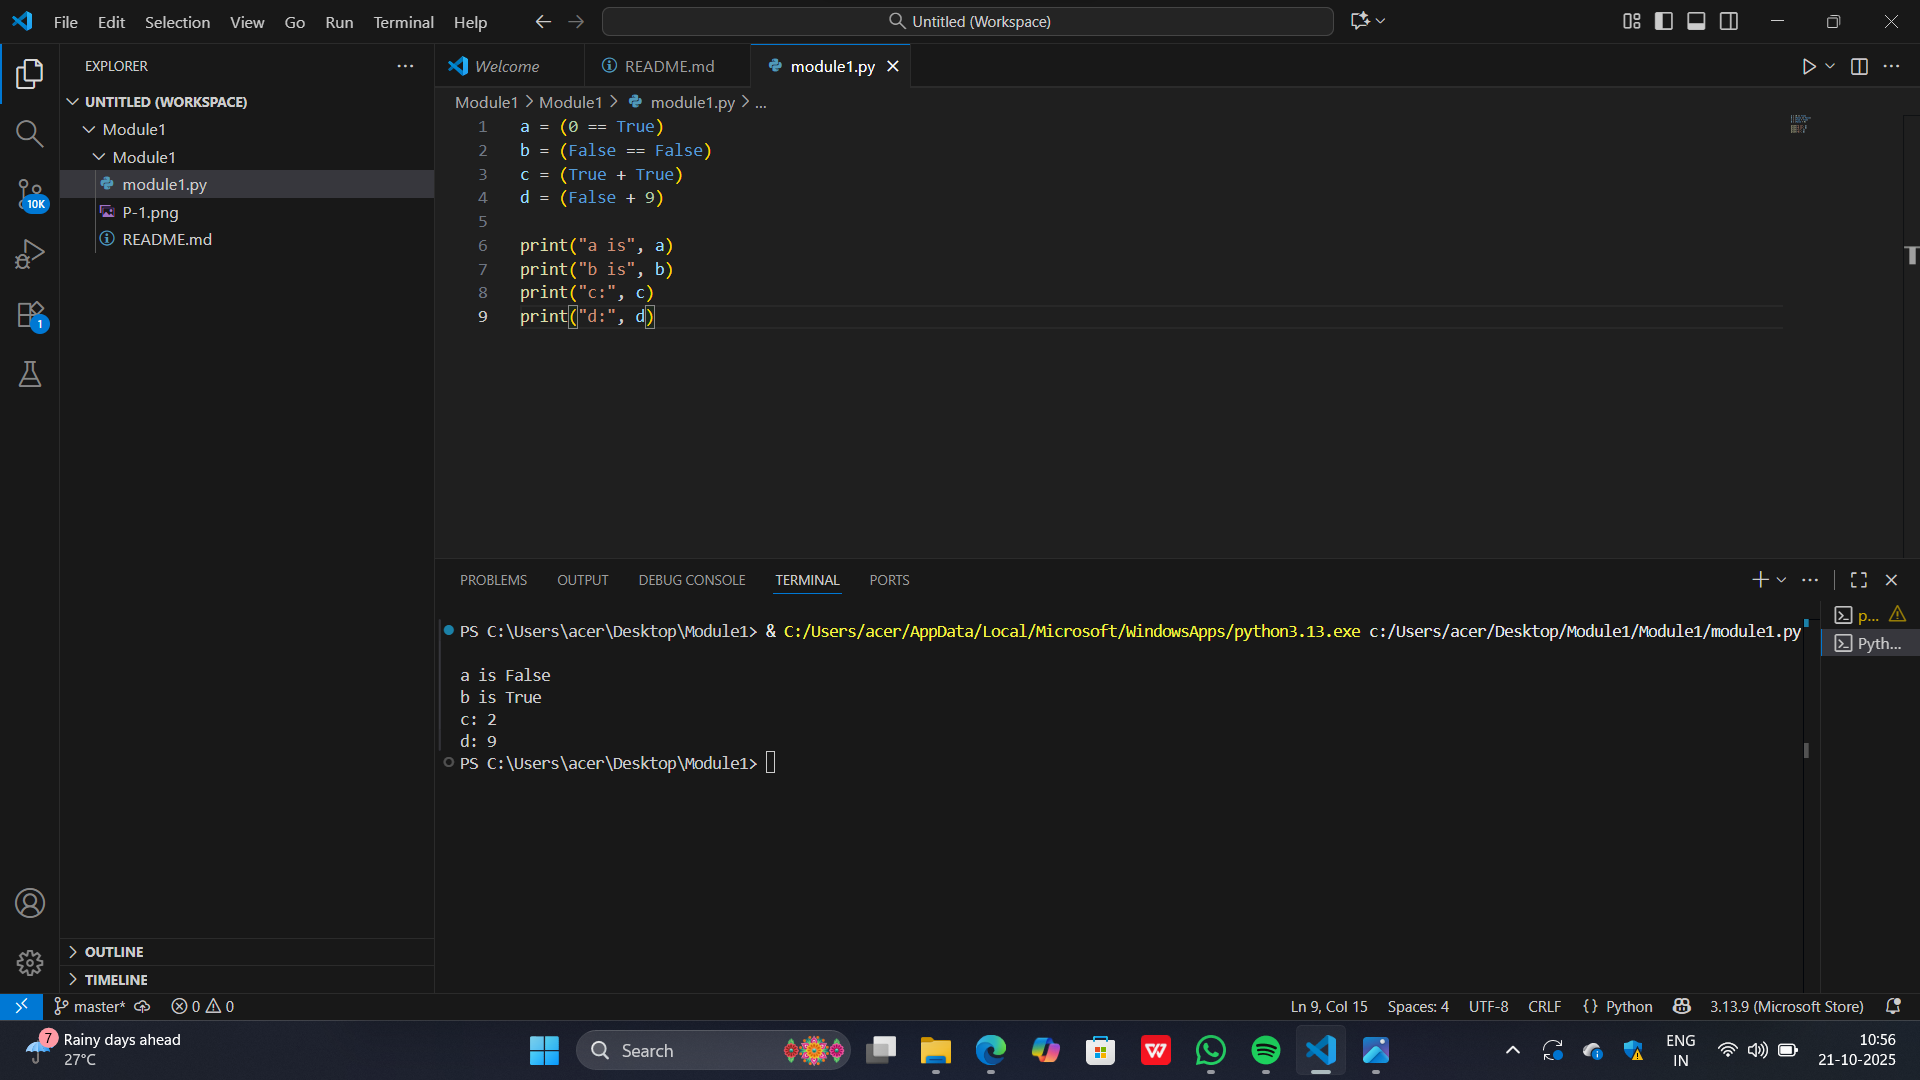 File Edit Selection View Go Run Terminal Help
Untitled (Workspace)
EXPLORER
UNTITLED (WORKSPACE)
Module1
Module1
module1.py
P-1.png
README.md
10K
1
OUTLINE
TIMELINE
Welcome README.md module1.py
Module1 > Module1 > module1.py > ...
1 a = (0 == True)
2 b = (False == False)
3 c = (True + True)
4 d = (False + 9)
5
6 print("a is", a)
7 print("b is", b)
8 print("c:", c)
9 print("d:", d)
PROBLEMS OUTPUT DEBUG CONSOLE TERMINAL PORTS
PS C:\Users\acer\Desktop\Module1> & C:/Users/acer/AppData/Local/Microsoft/WindowsApps/python3.13.exe c:/Users/acer/Desktop/Module1/Module1/module1.py
a is False
b is True
c: 2
d: 9
PS C:\Users\acer\Desktop\Module1>
p...
Pyth...
master* 0 0
Ln 9, Col 15 Spaces: 4 UTF-8 CRLF {} Python 3.13.9 (Microsoft Store)
7
Rainy days ahead
27°C
Search
W
ENG
IN
10:56
21-10-2025